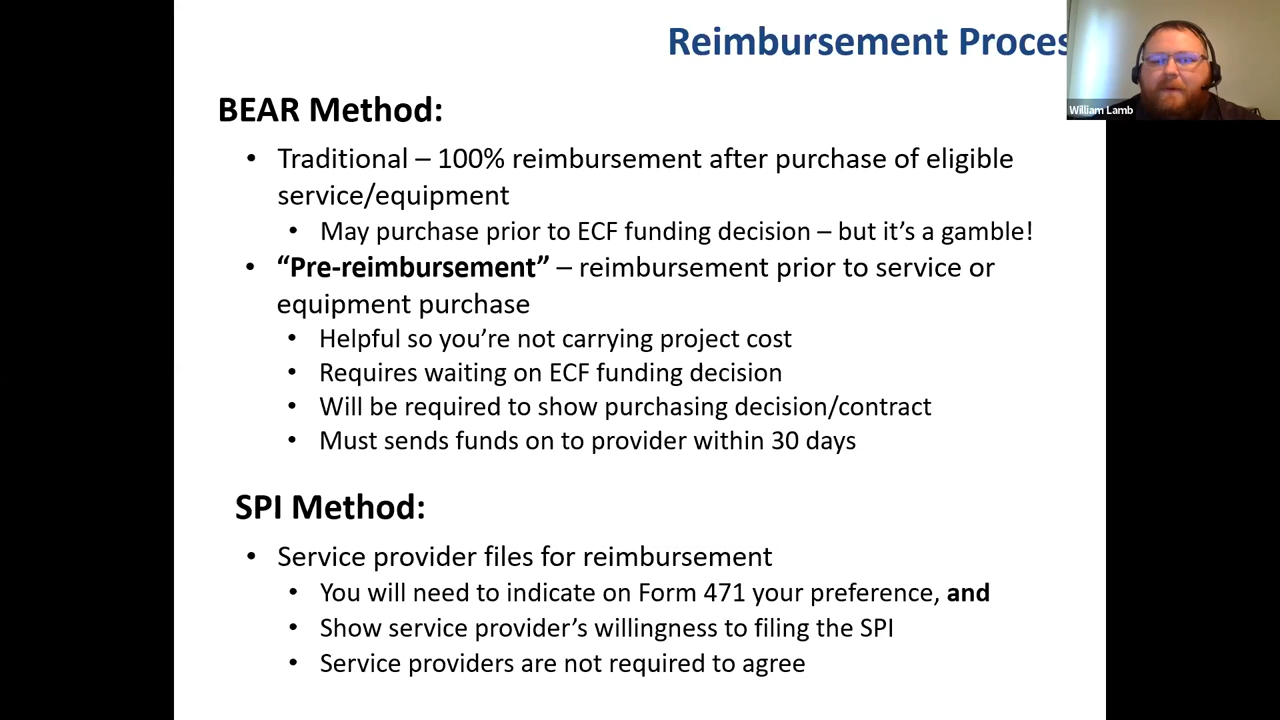 Reimbursement Proces
William Lamb
BEAR Method:
• Traditional – 100% reimbursement after purchase of eligible
service/equipment
• May purchase prior to ECF funding decision – but it’s a gamble!
• “Pre-reimbursement” – reimbursement prior to service or
equipment purchase
• Helpful so you’re not carrying project cost
• Requires waiting on ECF funding decision
• Will be required to show purchasing decision/contract
• Must sends funds on to provider within 30 days
SPI Method:
• Service provider files for reimbursement
• You will need to indicate on Form 471 your preference, and
• Show service provider’s willingness to filing the SPI
• Service providers are not required to agree